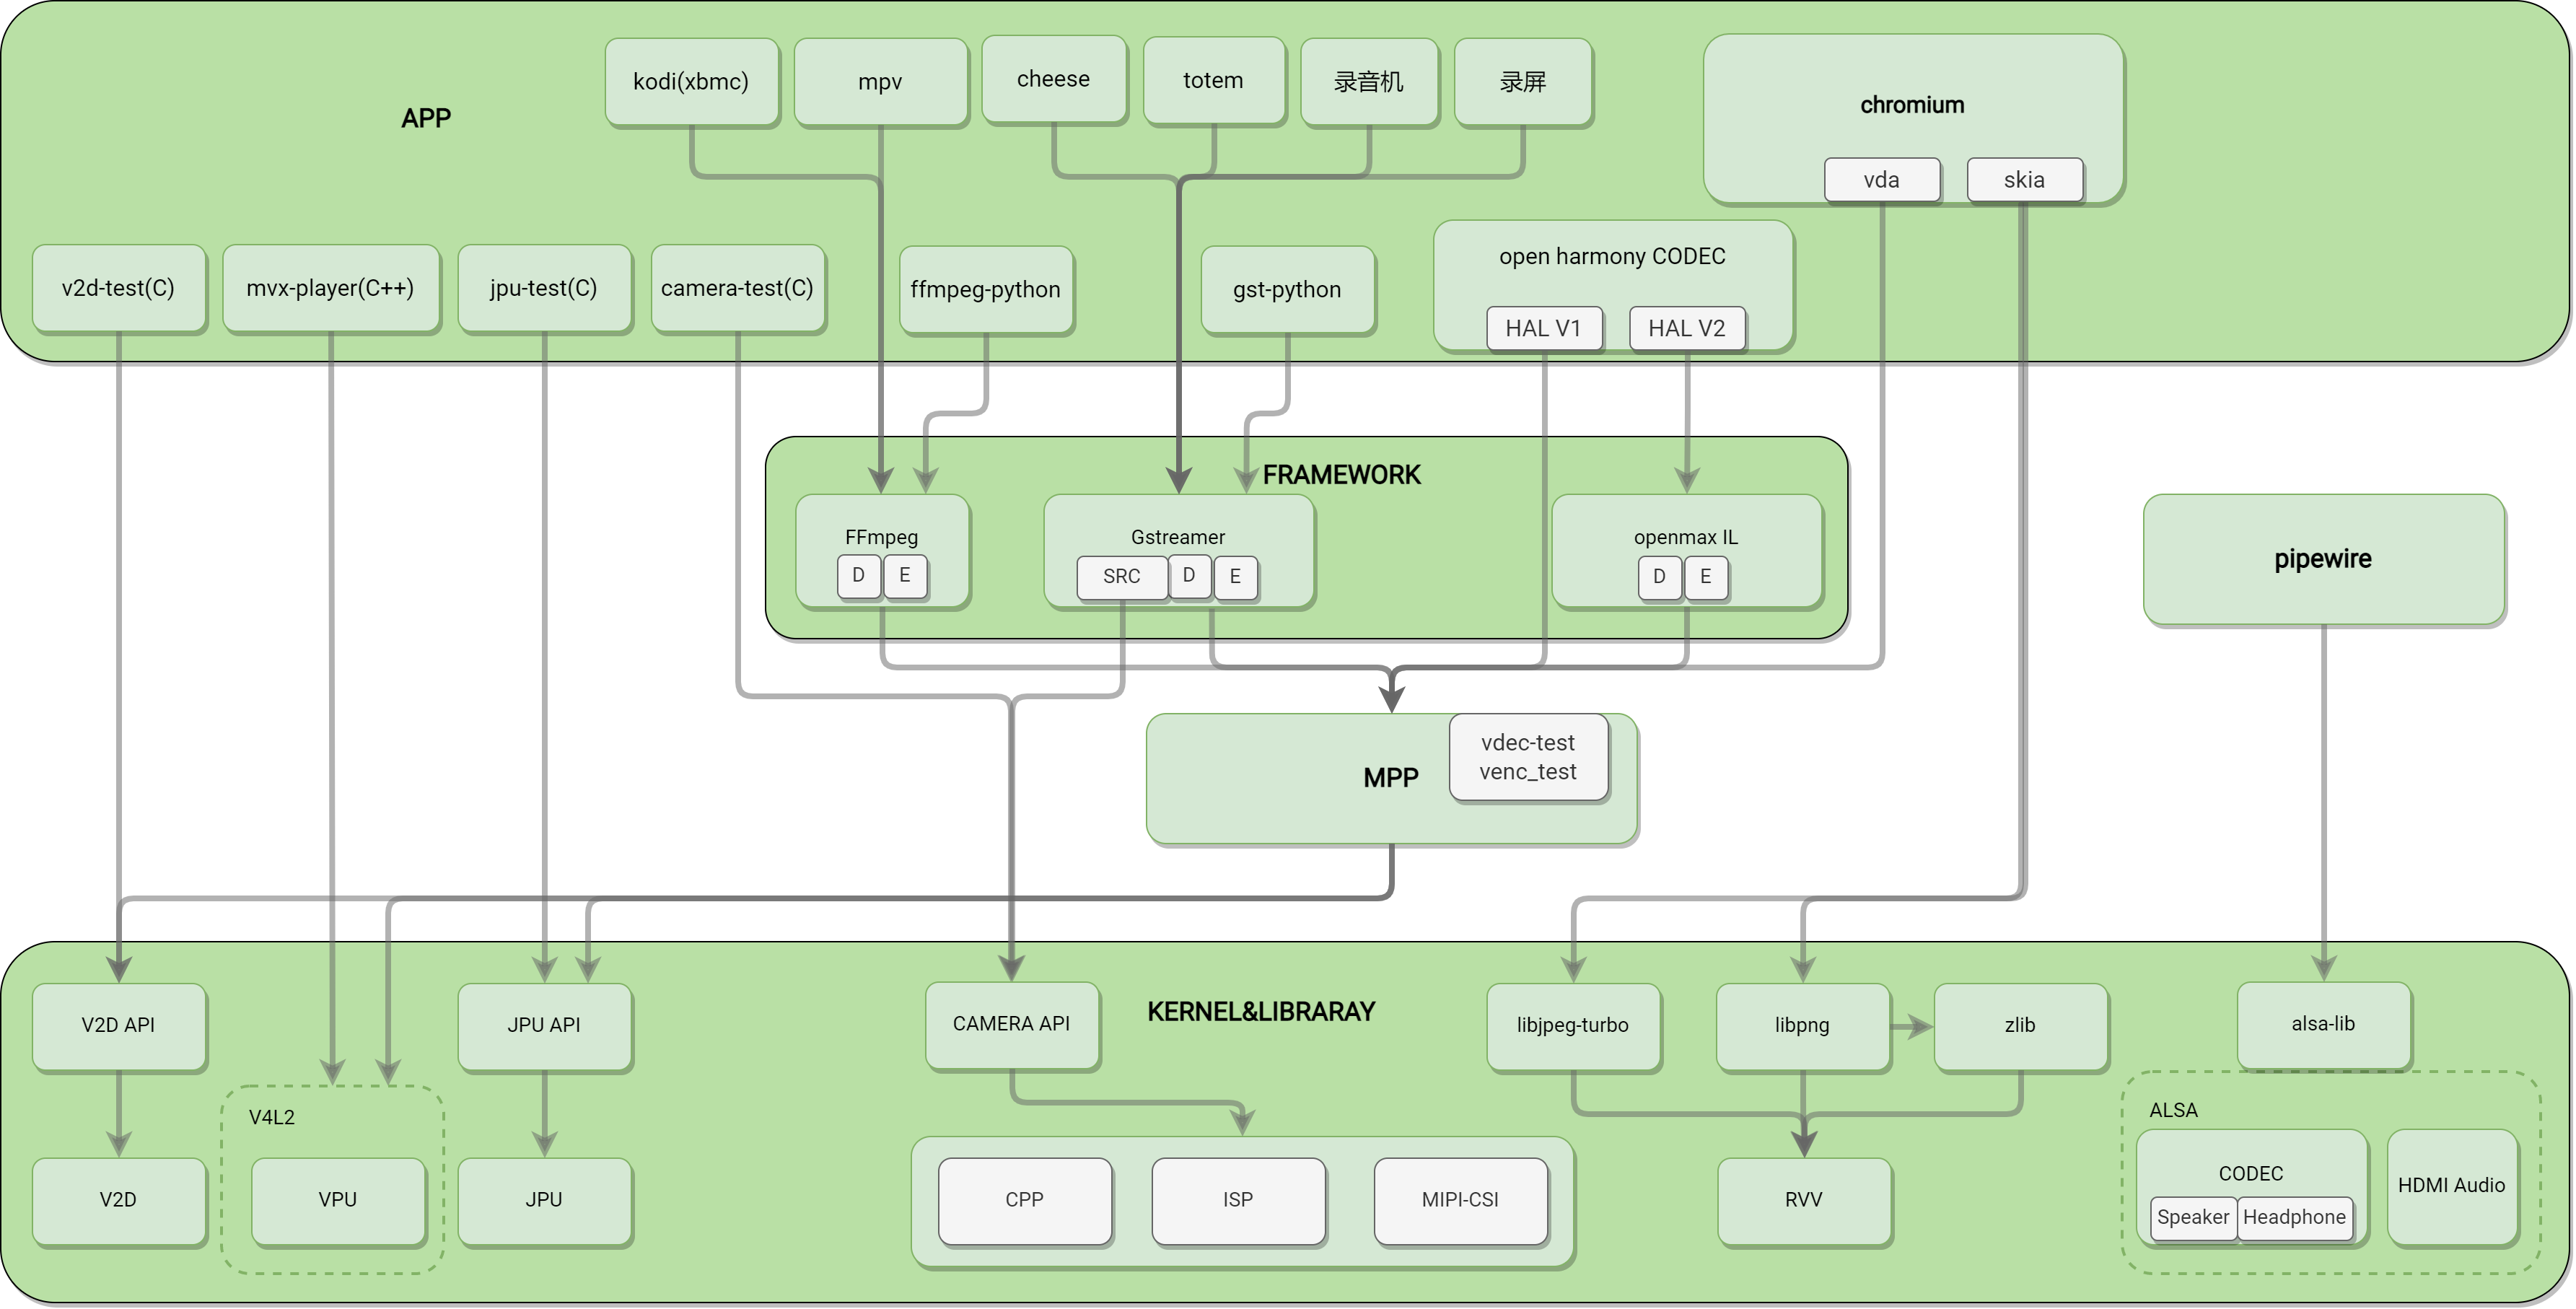 kodi(xbmc)
mpv
cheese
totem
录音机
录屏
chromium
APP
vda
skia
v2d-test(C)
mvx-player(C++)
jpu-test(C)
camera-test(C)
ffmpeg-python
gst-python
open harmony CODEC
HAL V1
HAL V2
FRAMEWORK
FFmpeg
D
E
Gstreamer
SRC
D
E
openmax IL
D
E
pipewire
MPP
vdec-test
venc_test
KERNEL&LIBRARAY
V2D API
JPU API
CAMERA API
libjpeg-turbo
libpng
zlib
alsa-lib
V4L2
ALSA
V2D
VPU
JPU
CPP
ISP
MIPI-CSI
RVV
CODEC
Speaker
Headphone
HDMI Audio